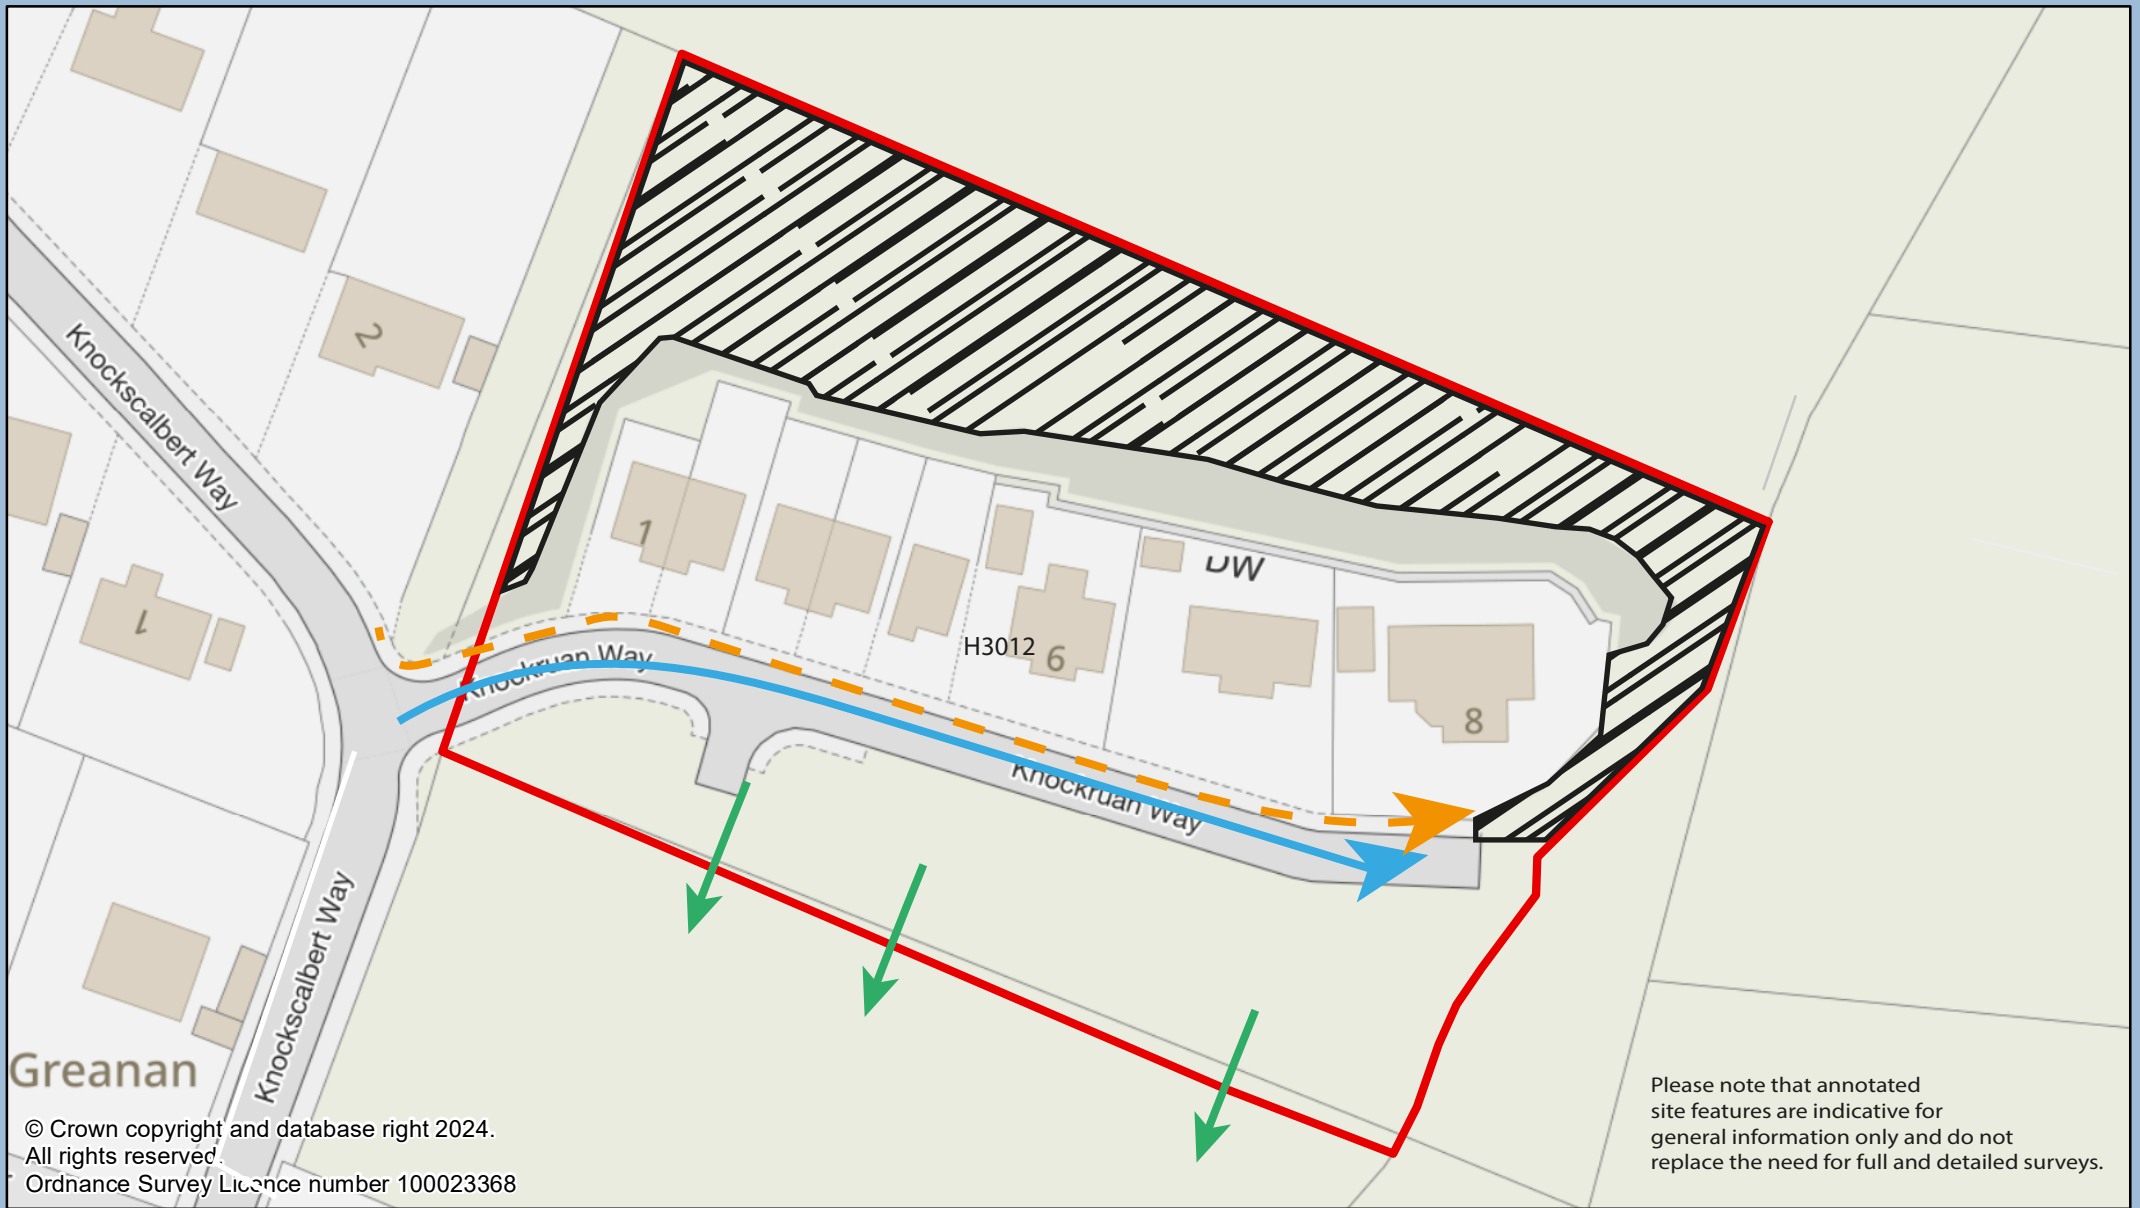 2
Knockscalbert Way
1
1
DW
H3012
6
Knockruan Way
8
Knockruan Way
Knockscalbert Way
Greanan
© Crown copyright and database right 2024.
All rights reserved.
Ordnance Survey Licence number 100023368
Please note that annotated
site features are indicative for
general information only and do not
replace the need for full and detailed surveys.